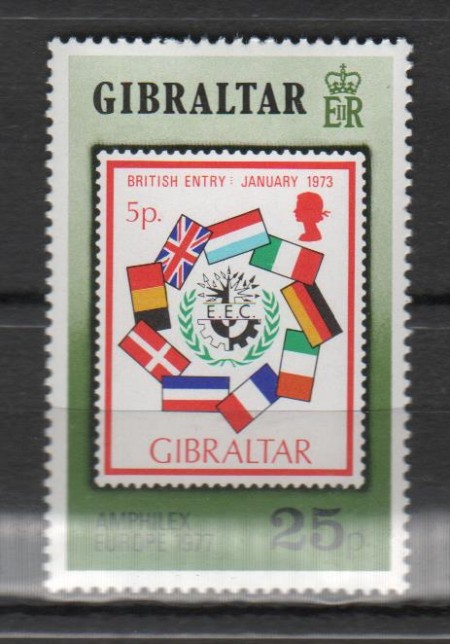 GIBRALTAR EIIR
BRITISH ENTRY: JANUARY 1973
5p.
E.E.C.
GIBRALTAR
AMPHILEX
EUROPE 1977
25p.